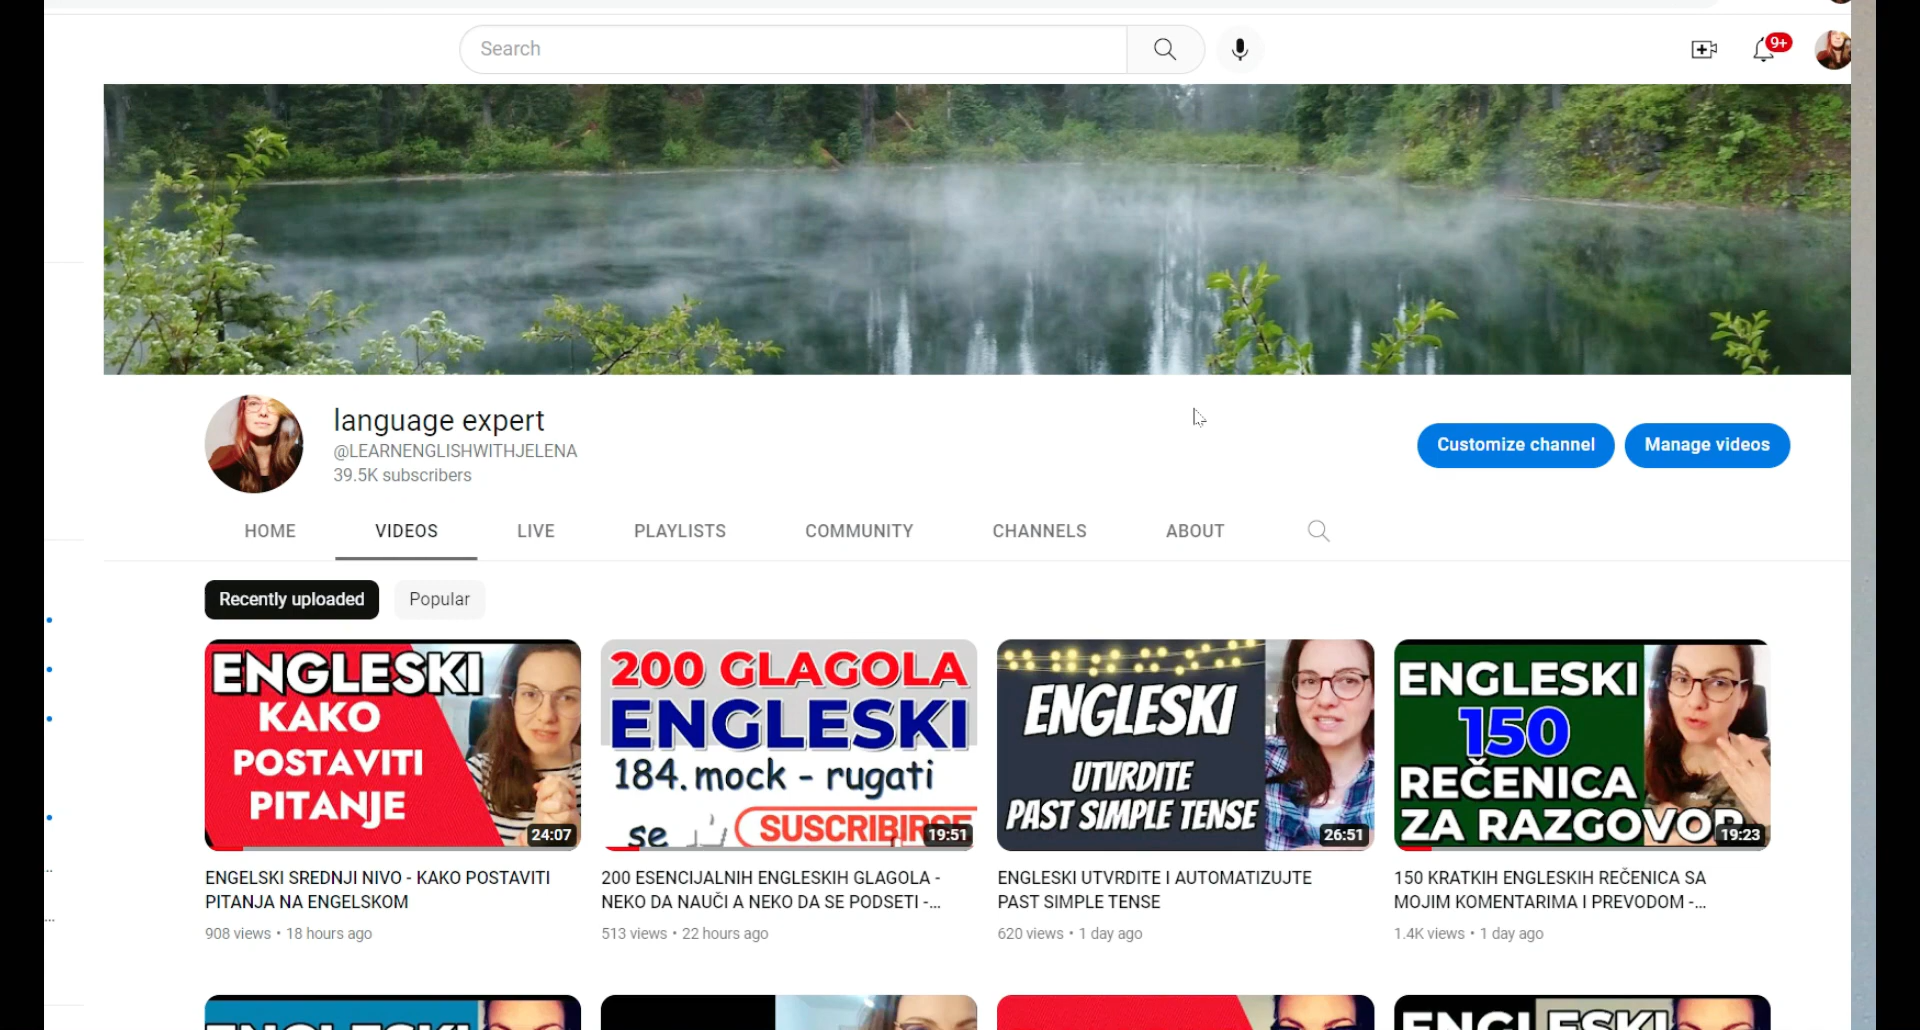 Search
9+
language expert
@LEARNENGLISHWITHJELENA
39.5K subscribers
Customize channel
Manage videos
HOME
VIDEOS
LIVE
PLAYLISTS
COMMUNITY
CHANNELS
ABOUT
Recently uploaded
Popular
ENGLESKI
KAKO
POSTAVITI
PITANJE
24:07
200 GLAGOLA
ENGLESKI
184. mock - rugati
se
19:51
ENGLESKI
UTVRDITE
PAST SIMPLE TENSE
26:51
ENGLESKI
150
REČENICA
ZA RAZGOVOR
19:23
ENGELSKI SREDNJI NIVO - KAKO POSTAVITI
PITANJA NA ENGELSKOM
908 views • 18 hours ago
200 ESENCIJALNIH ENGLESKIH GLAGOLA -
NEKO DA NAUČI A NEKO DA SE PODSETI -...
513 views • 22 hours ago
ENGLESKI UTVRDITE I AUTOMATIZUJTE
PAST SIMPLE TENSE
620 views • 1 day ago
150 KRATKIH ENGLESKIH REČENICA SA
MOJIM KOMENTARIMA I PREVODOM -...
1.4K views • 1 day ago